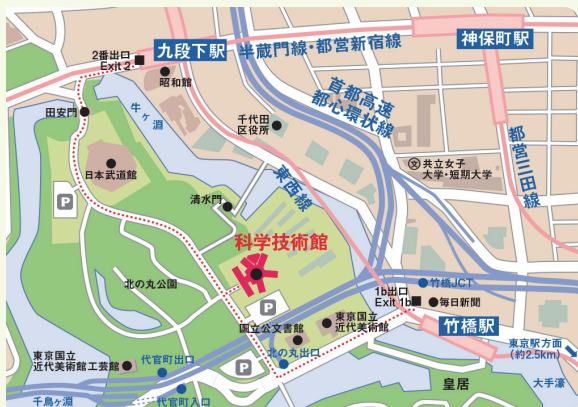 2番出口
Exit 2
九段下駅
半蔵門線・都営新宿線
神保町駅
昭和館
首都高速
都心環状線
牛ヶ淵
田安門
千代田
区役所
都営三田線
文
共立女子
大学・短期大学
日本武道館
東西線
P
清水門
科学技術館
北の丸公園
竹橋JCT
1b出口
Exit 1b
毎日新聞
P
竹橋駅
国立公文書館
東京国立
近代美術館
東京駅方面
(約2.5km)
東京国立
近代美術館工芸館
代官町出口
北の丸出口
P
皇居
大手濠
千鳥ヶ淵
代官町入口